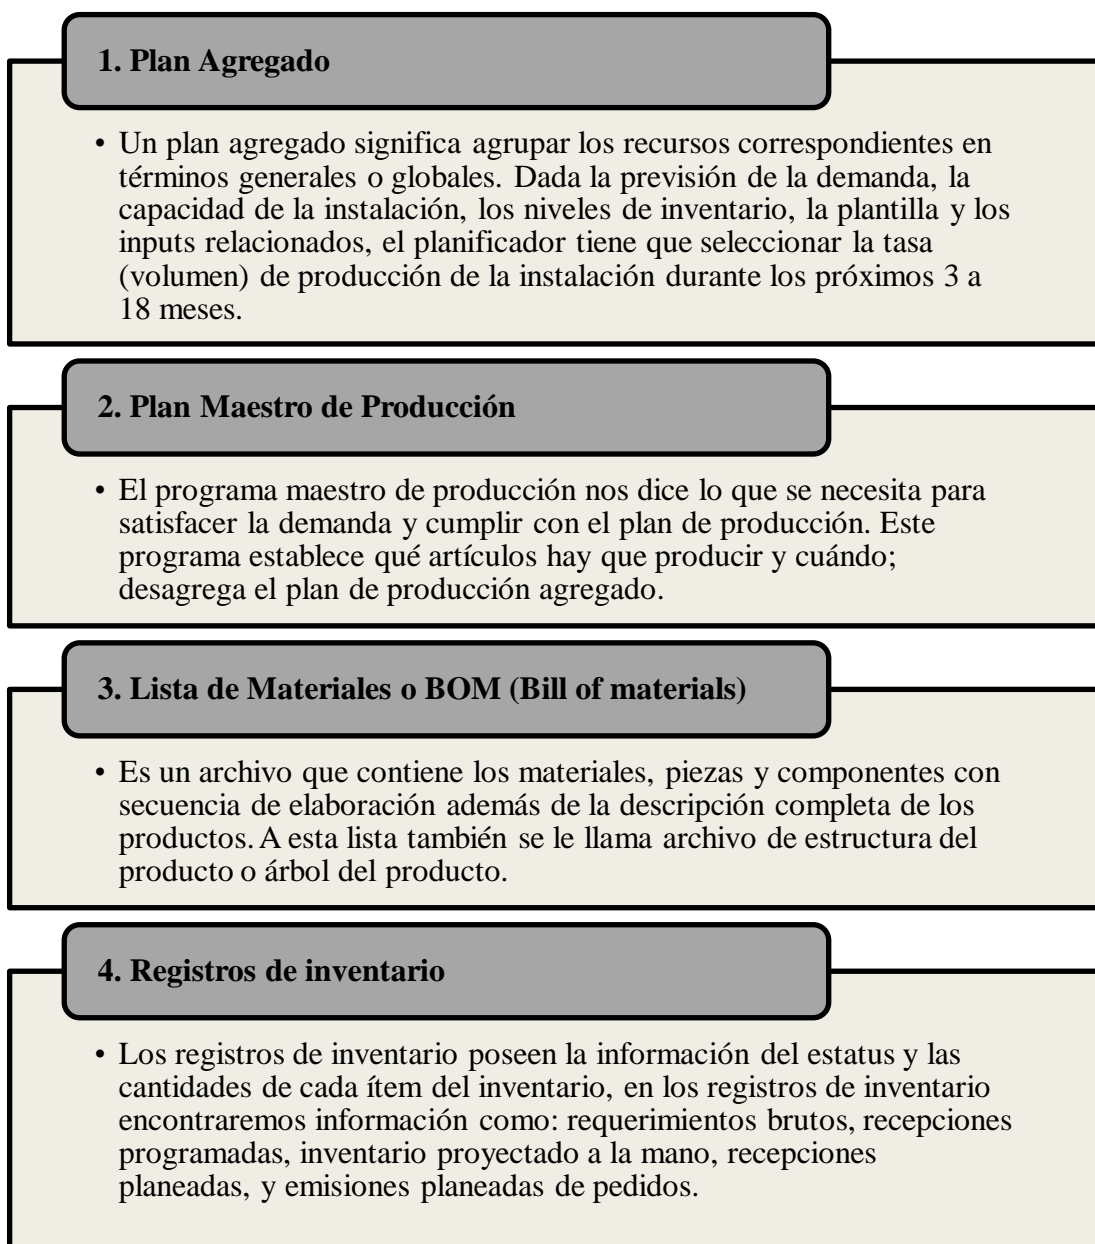 1. Plan Agregado
• Un plan agregado significa agrupar los recursos correspondientes en
términos generales o globales. Dada la previsión de la demanda, la
capacidad de la instalación, los niveles de inventario, la plantilla y los
inputs relacionados, el planificador tiene que seleccionar la tasa
(volumen) de producción de la instalación durante los próximos 3 a
18 meses.
2. Plan Maestro de Producción
• El programa maestro de producción nos dice lo que se necesita para
satisfacer la demanda y cumplir con el plan de producción. Este
programa establece qué artículos hay que producir y cuándo;
desagrega el plan de producción agregado.
3. Lista de Materiales o BOM (Bill of materials)
• Es un archivo que contiene los materiales, piezas y componentes con
secuencia de elaboración además de la descripción completa de los
productos. A esta lista también se le llama archivo de estructura del
producto o árbol del producto.
4. Registros de inventario
• Los registros de inventario poseen la información del estatus y las
cantidades de cada ítem del inventario, en los registros de inventario
encontraremos información como: requerimientos brutos, recepciones
programadas, inventario proyectado a la mano, recepciones
planeadas, y emisiones planeadas de pedidos.